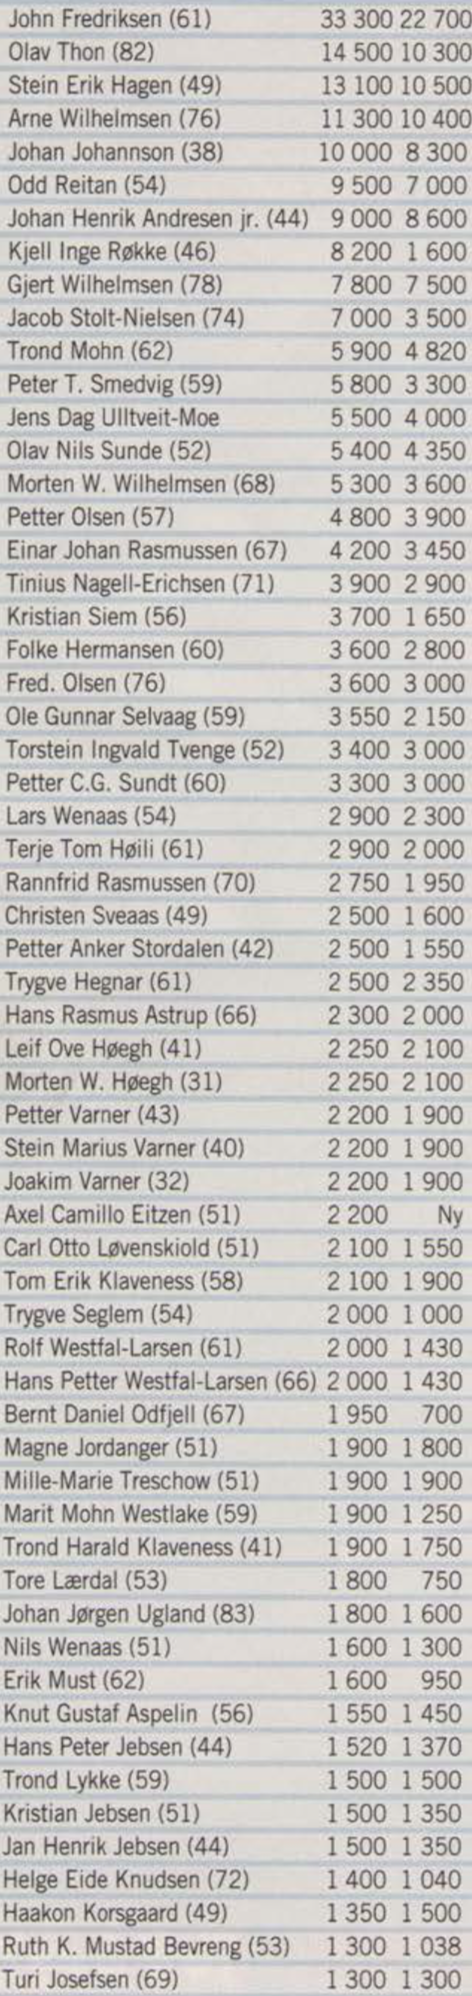 John Fredriksen (61) 33 300 22 700
Olav Thon (82) 14 500 10 300
Stein Erik Hagen (49) 13 100 10 500
Arne Wilhelmsen (76) 11 300 10 400
Johan Johannson (38) 10 000 8 300
Odd Reitan (54) 9 500 7 000
Johan Henrik Andresen jr. (44) 9 000 8 600
Kjell Inge Røkke (46) 8 200 1 600
Gjert Wilhelmsen (78) 7 800 7 500
Jacob Stolt-Nielsen (74) 7 000 3 500
Trond Mohn (62) 5 900 4 820
Peter T. Smedvig (59) 5 800 3 300
Jens Dag Ulltveit-Moe 5 500 4 000
Olav Nils Sunde (52) 5 400 4 350
Morten W. Wilhelmsen (68) 5 300 3 600
Petter Olsen (57) 4 800 3 900
Einar Johan Rasmussen (67) 4 200 3 450
Tinius Nagell-Erichsen (71) 3 900 2 900
Kristian Siem (56) 3 700 1 650
Folke Hermansen (60) 3 600 2 800
Fred. Olsen (76) 3 600 3 000
Ole Gunnar Selvaag (59) 3 550 2 150
Torstein Ingvald Tvenge (52) 3 400 3 000
Petter C.G. Sundt (60) 3 300 3 000
Lars Wenaas (54) 2 900 2 300
Terje Tom Høili (61) 2 900 2 000
Rannfrid Rasmussen (70) 2 750 1 950
Christen Sveaas (49) 2 500 1 600
Petter Anker Stordalen (42) 2 500 1 550
Trygve Hegnar (61) 2 500 2 350
Hans Rasmus Astrup (66) 2 300 2 000
Leif Ove Høegh (41) 2 250 2 100
Morten W. Høegh (31) 2 250 2 100
Petter Varner (43) 2 200 1 900
Stein Marius Varner (40) 2 200 1 900
Joakim Varner (32) 2 200 1 900
Axel Camillo Eitzen (51) 2 200 Ny
Carl Otto Løvenskiold (51) 2 100 1 550
Tom Erik Klaveness (58) 2 100 1 900
Trygve Seglem (54) 2 000 1 000
Rolf Westfal-Larsen (61) 2 000 1 430
Hans Petter Westfal-Larsen (66) 2 000 1 430
Bernt Daniel Odfjell (67) 1 950 700
Magne Jordanger (51) 1 900 1 800
Mille-Marie Treschow (51) 1 900 1 900
Marit Mohn Westlake (59) 1 900 1 250
Trond Harald Klaveness (41) 1 900 1 750
Tore Lærdal (53) 1 800 750
Johan Jørgen Ugland (83) 1 800 1 600
Nils Wenaas (51) 1 600 1 300
Erik Must (62) 1 600 950
Knut Gustaf Aspelin (56) 1 550 1 450
Hans Peter Jebsen (44) 1 520 1 370
Trond Lykke (59) 1 500 1 500
Kristian Jebsen (51) 1 500 1 350
Jan Henrik Jebsen (44) 1 500 1 350
Helge Eide Knudsen (72) 1 400 1 040
Haakon Korsgaard (49) 1 350 1 500
Ruth K. Mustad Bevreng (53) 1 300 1 038
Turi Josefsen (69) 1 300 1 300